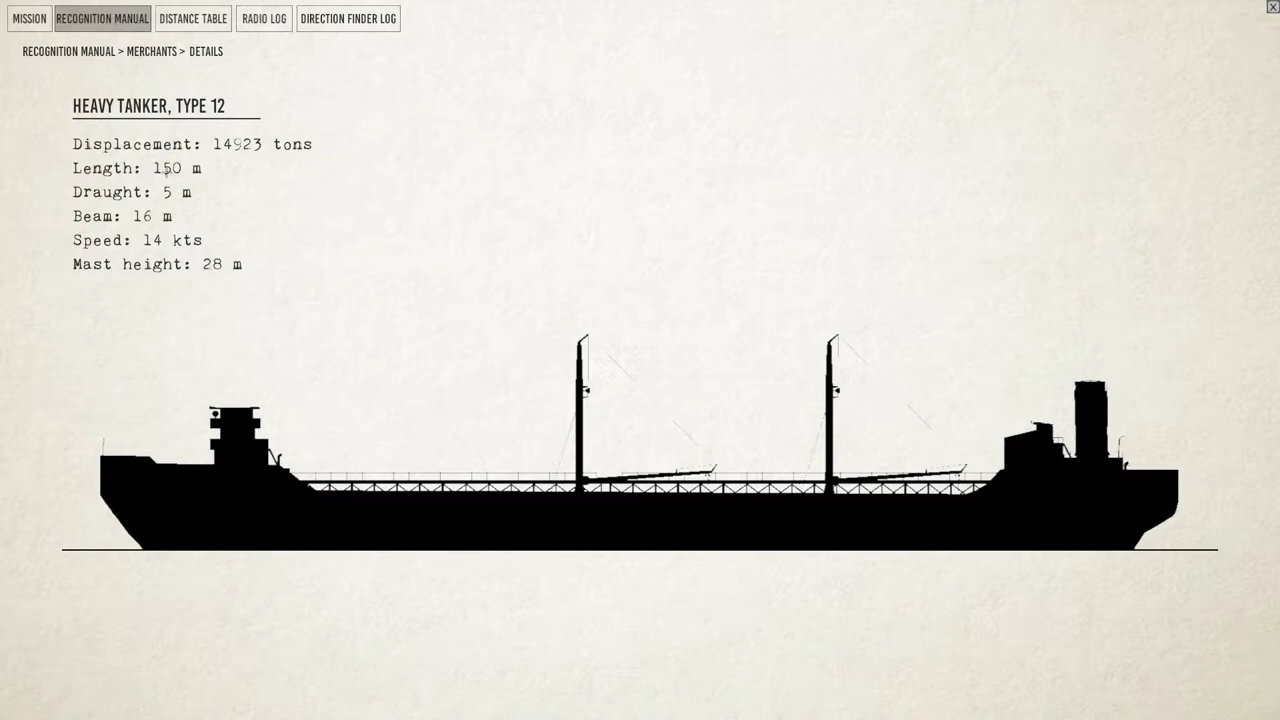 MISSION RECOGNITION MANUAL DISTANCE TABLE RADIO LOG DIRECTION FINDER LOG X
RECOGNITION MANUAL > MERCHANTS > DETAILS
HEAVY TANKER, TYPE 12
Displacement: 14923 tons
Length: 150 m
Draught: 5 m
Beam: 16 m
Speed: 14 kts
Mast height: 28 m